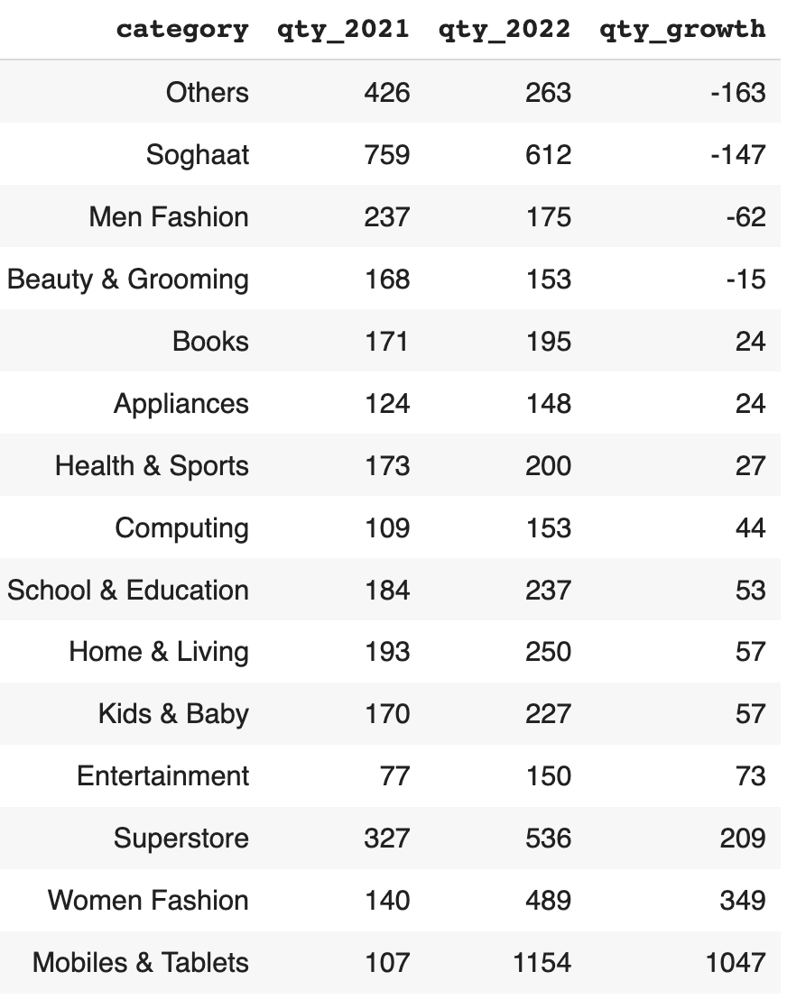 category qty_2021 qty_2022 qty_growth
Others 426 263 -163
Soghaat 759 612 -147
Men Fashion 237 175 -62
Beauty & Grooming 168 153 -15
Books 171 195 24
Appliances 124 148 24
Health & Sports 173 200 27
Computing 109 153 44
School & Education 184 237 53
Home & Living 193 250 57
Kids & Baby 170 227 57
Entertainment 77 150 73
Superstore 327 536 209
Women Fashion 140 489 349
Mobiles & Tablets 107 1154 1047